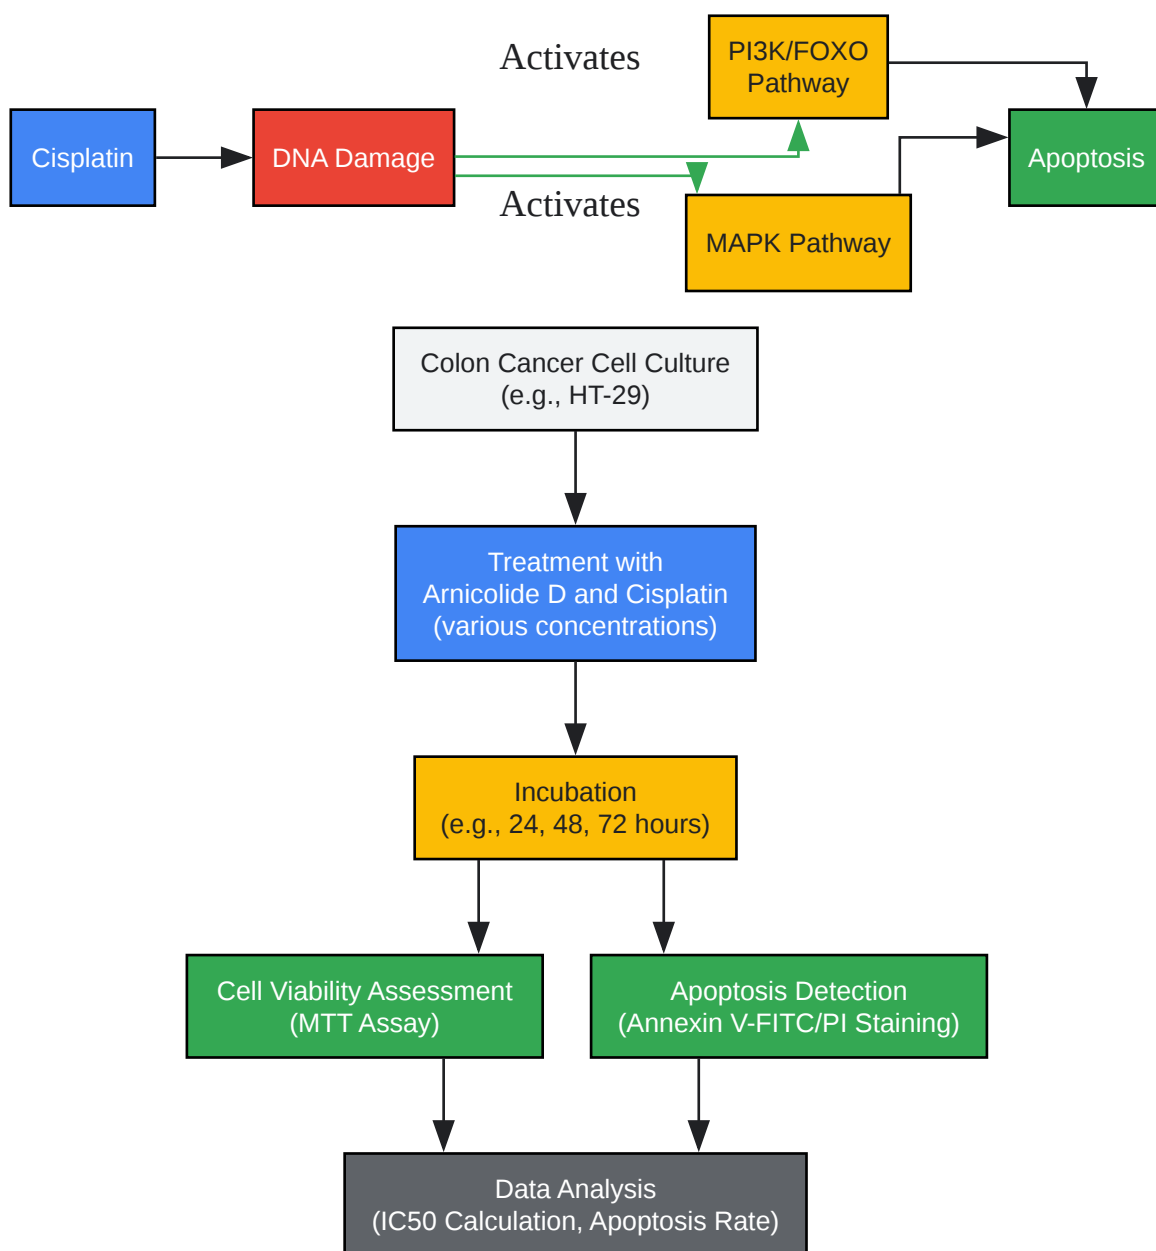 Activates
PI3K/FOXO
Pathway
Cisplatin
DNA Damage
Apoptosis
Activates
MAPK Pathway
Colon Cancer Cell Culture
(e.g., HT-29)
Treatment with
Arnicolide D and Cisplatin
(various concentrations)
Incubation
(e.g., 24, 48, 72 hours)
Cell Viability Assessment
(MTT Assay)
Apoptosis Detection
(Annexin V-FITC/PI Staining)
Data Analysis
(IC50 Calculation, Apoptosis Rate)